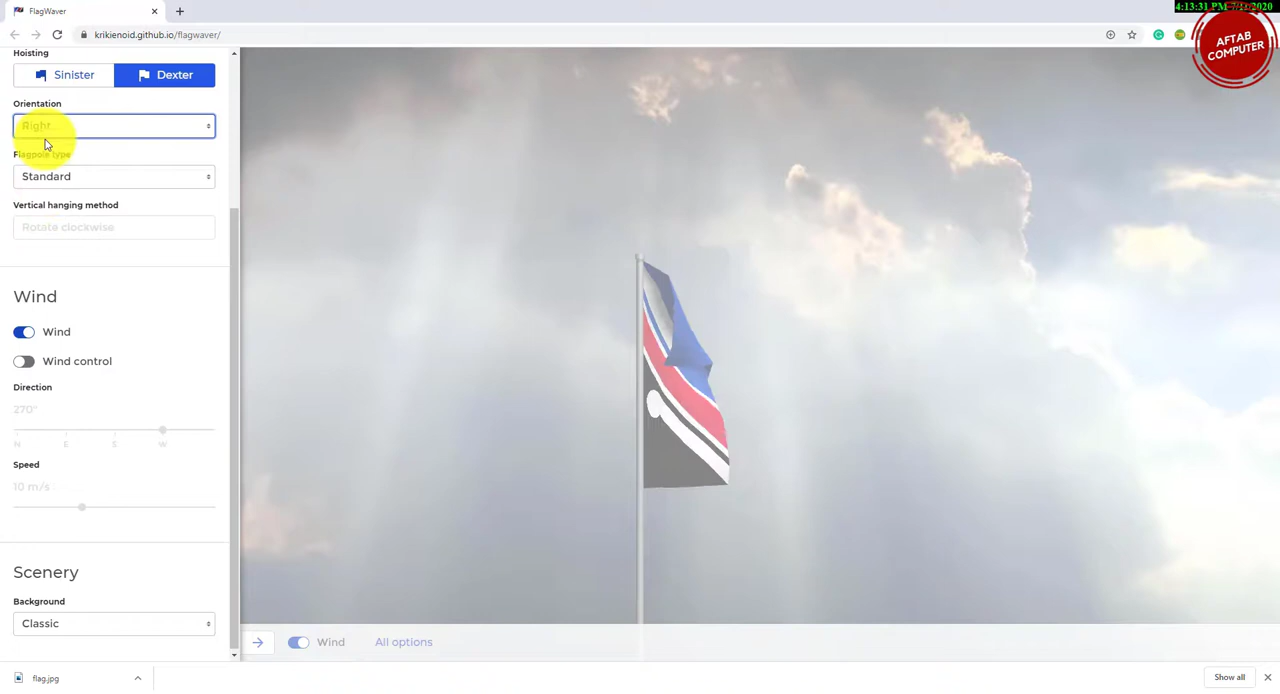 FlagWaver
4:13:31 PM-7/
2020
krikienoid.github.io/flagwaver/
AFTAB
COMPUTER
Hoisting
Sinister
Dexter
Orientation
Right
Flagpole type
Standard
Vertical hanging method
Rotate clockwise
Wind
Wind
Wind control
Direction
270°
N E S W
Speed
10 m/s
Scenery
Background
Classic
Wind
All options
flag.jpg
Show all